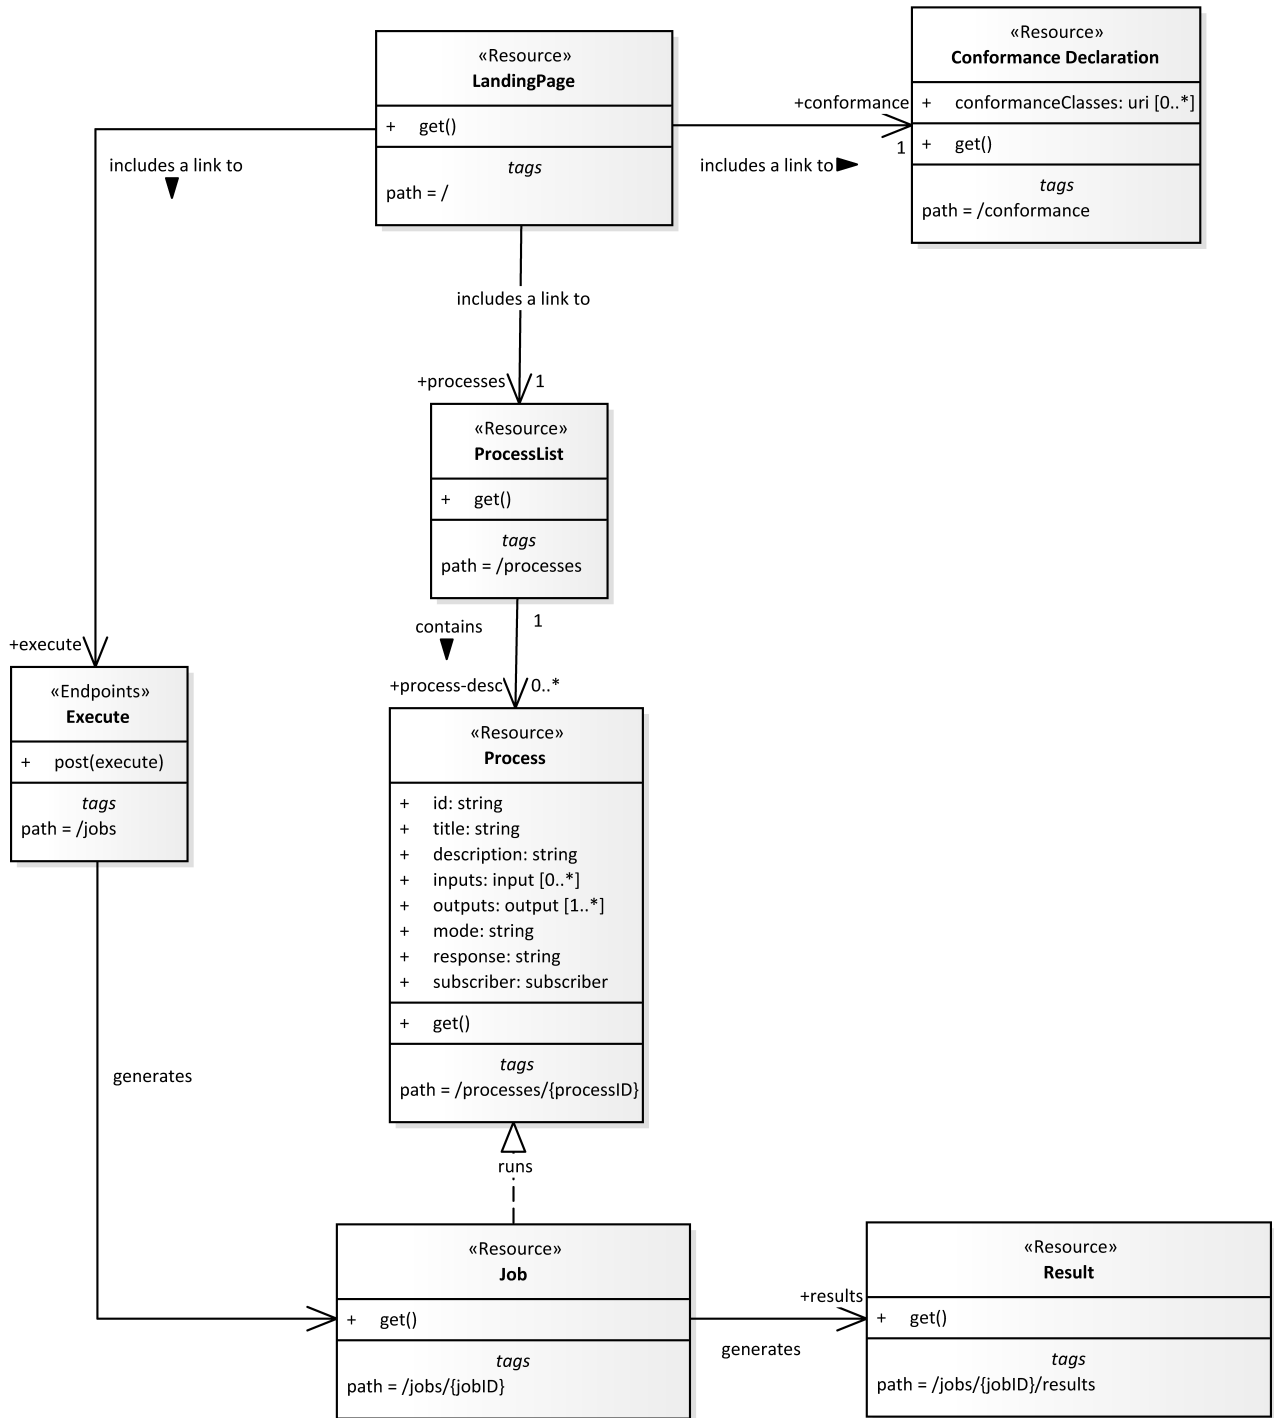 «Resource»
LandingPage
+ get()
tags
path = /
«Resource»
Conformance Declaration
+ conformanceClasses: uri [0..*]
+ get()
tags
path = /conformance
+conformance
1
includes a link to
includes a link to
includes a link to
+processes
1
«Resource»
ProcessList
+ get()
tags
path = /processes
contains
1
+process-desc
0..*
+execute
«Endpoints»
Execute
+ post(execute)
tags
path = /jobs
«Resource»
Process
+ id: string
+ title: string
+ description: string
+ inputs: input [0..*]
+ outputs: output [1..*]
+ mode: string
+ response: string
+ subscriber: subscriber
+ get()
tags
path = /processes/{processID}
generates
runs
«Resource»
Job
+ get()
tags
path = /jobs/{jobID}
+results
generates
«Resource»
Result
+ get()
tags
path = /jobs/{jobID}/results